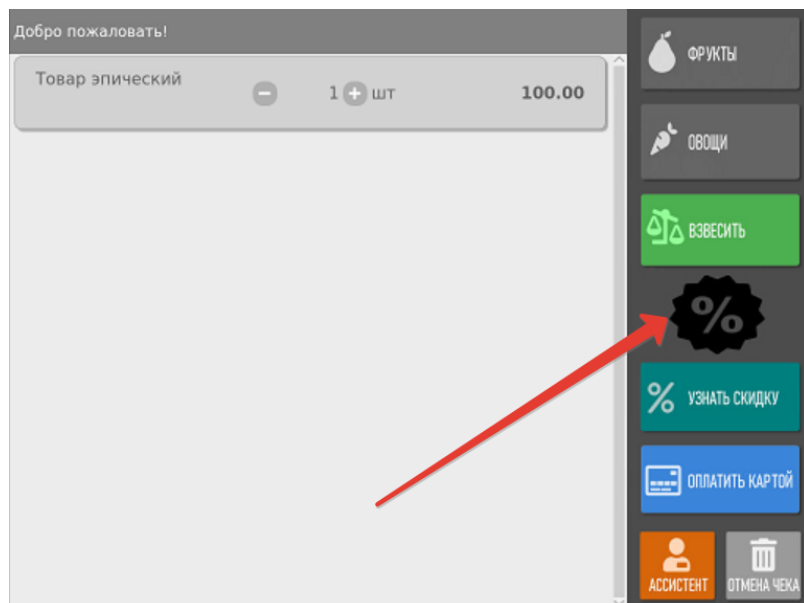 Добро пожаловать!
Товар эпический
1 шт 100.00
ФРУКТЫ
ОВОЩИ
ВЗВЕСИТЬ
%
% УЗНАТЬ СКИДКУ
ОПЛАТИТЬ КАРТОЙ
АССИСТЕНТ ОТМЕНА ЧЕКА